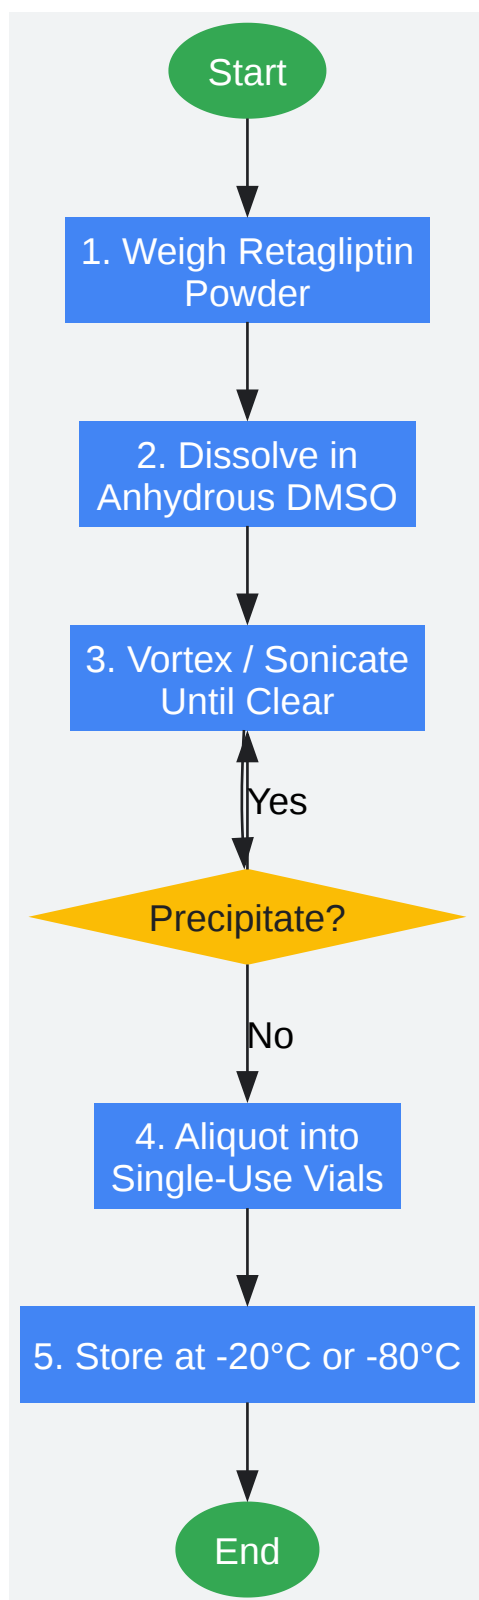 Start
1. Weigh Retagliptin
Powder
2. Dissolve in
Anhydrous DMSO
3. Vortex / Sonicate
Until Clear
Yes
Precipitate?
No
4. Aliquot into
Single-Use Vials
5. Store at -20°C or -80°C
End